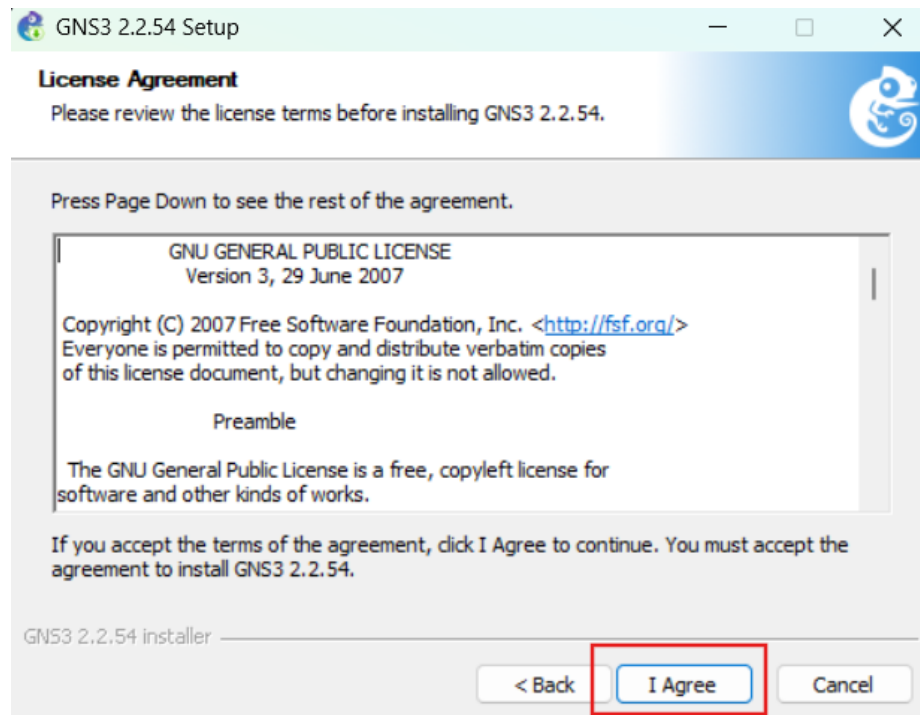 GNS3 2.2.54 Setup
License Agreement
Please review the license terms before installing GNS3 2.2.54.
Press Page Down to see the rest of the agreement.
GNU GENERAL PUBLIC LICENSE
Version 3, 29 June 2007
Copyright (C) 2007 Free Software Foundation, Inc. <http://fsf.org/>
Everyone is permitted to copy and distribute verbatim copies
of this license document, but changing it is not allowed.
Preamble
The GNU General Public License is a free, copyleft license for
software and other kinds of works.
If you accept the terms of the agreement, click I Agree to continue. You must accept the
agreement to install GNS3 2.2.54.
GNS3 2.2.54 installer
< Back I Agree Cancel